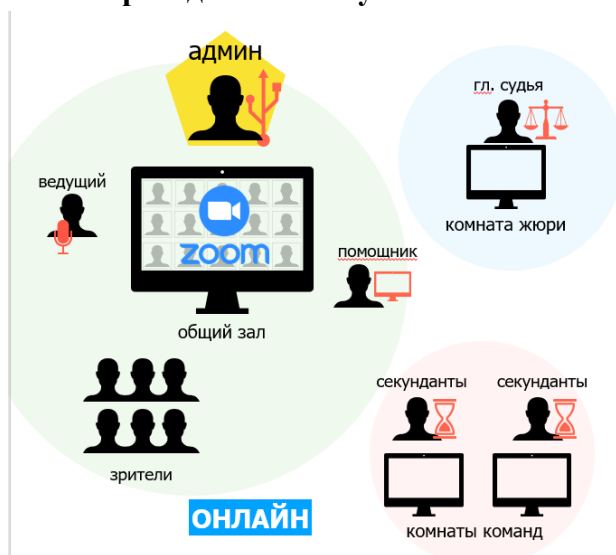 админ
гл. судья
ведущий
zoom
комната жюри
помощник
общий зал
секунданты
секунданты
зрители
ОНЛАЙН
комнаты команд